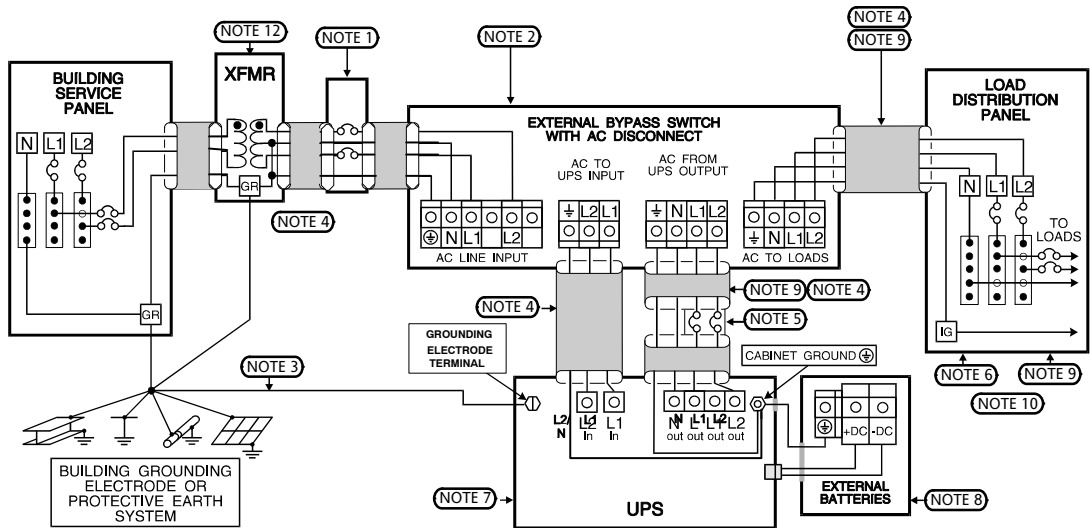 NOTE 12
NOTE 1
NOTE 2
NOTE 4
NOTE 9
BUILDING
SERVICE
PANEL
N L1 L2
GR
XFMR
GR
NOTE 4
EXTERNAL BYPASS SWITCH
WITH AC DISCONNECT
AC TO
UPS INPUT
AC FROM
UPS OUTPUT
N L1 L2
AC LINE INPUT
L2 L1
N L1 L2
N L1 L2
AC TO LOADS
LOAD
DISTRIBUTION
PANEL
N L1 L2
TO
LOADS
IG
NOTE 6
NOTE 9
NOTE 10
NOTE 4
NOTE 9 NOTE 4
NOTE 5
GROUNDING
ELECTRODE
TERMINAL
CABINET GROUND
NOTE 3
L2/
N
L1
L2
In
L1
In
N L1 L2
N L1 L1 L2
out out out out
+DC -DC
EXTERNAL
BATTERIES
BUILDING GROUNDING
ELECTRODE OR
PROTECTIVE EARTH
SYSTEM
NOTE 7
UPS
NOTE 8